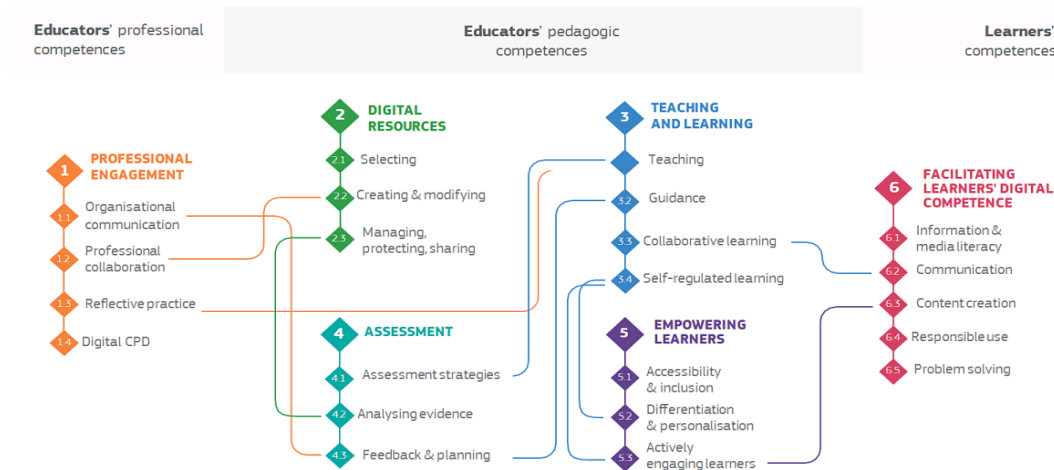 Educators' professional
competences
Educators' pedagogic
competences
Learners'
competences
1
PROFESSIONAL
ENGAGEMENT
1.1
Organisational
communication
1.2
Professional
collaboration
1.3
Reflective practice
1.4
Digital CPD
2
DIGITAL
RESOURCES
2.1
Selecting
2.2
Creating & modifying
2.3
Managing,
protecting, sharing
3
TEACHING
AND LEARNING
Teaching
3.2
Guidance
3.3
Collaborative learning
3.4
Self-regulated learning
4
ASSESSMENT
4.1
Assessment strategies
4.2
Analysing evidence
4.3
Feedback & planning
5
EMPOWERING
LEARNERS
5.1
Accessibility
& inclusion
5.2
Differentiation
& personalisation
5.3
Actively
engaging learners
6
FACILITATING
LEARNERS' DIGITAL
COMPETENCE
6.1
Information &
media literacy
6.2
Communication
6.3
Content creation
6.4
Responsible use
6.5
Problem solving